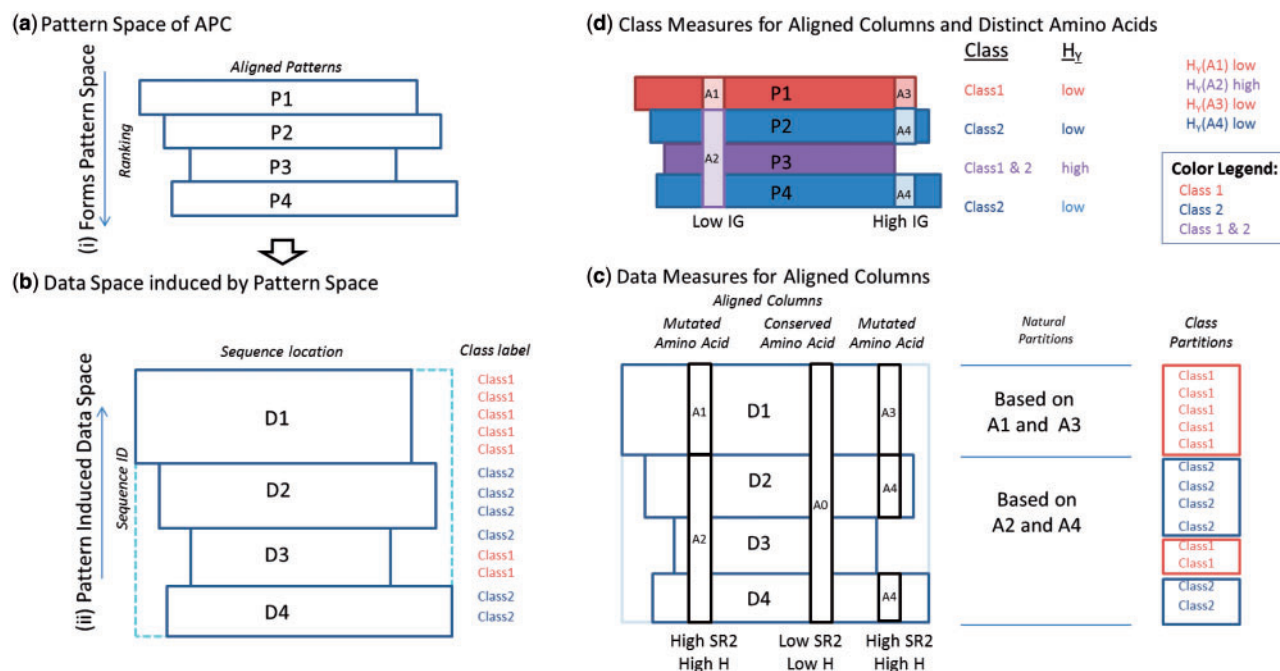 (a) Pattern Space of APC
(i) Forms Pattern Space
Ranking
Aligned Patterns
P1
P2
P3
P4
(b) Data Space induced by Pattern Space
(ii) Pattern Induced Data Space
Sequence ID
Sequence location
Class label
D1
D2
D3
D4
Class1
Class1
Class1
Class1
Class1
Class2
Class2
Class2
Class2
Class1
Class1
Class2
Class2
(d) Class Measures for Aligned Columns and Distinct Amino Acids
Class
H_Y
A1
P1
A3
Class1
low
P2
A4
Class2
low
A2
P3
Class1 & 2
high
P4
A4
Class2
low
Low IG
High IG
H_Y(A1) low
H_Y(A2) high
H_Y(A3) low
H_Y(A4) low
Color Legend:
Class 1
Class 2
Class 1 & 2
(c) Data Measures for Aligned Columns
Aligned Columns
Mutated
Amino Acid
Conserved
Amino Acid
Mutated
Amino Acid
Natural
Partitions
Class
Partitions
A1
D1
A3
D2
A4
A0
A2
D3
D4
A4
High SR2
High H
Low SR2
Low H
High SR2
High H
Based on
A1 and A3
Based on
A2 and A4
Class1
Class1
Class1
Class1
Class1
Class2
Class2
Class2
Class2
Class1
Class1
Class2
Class2